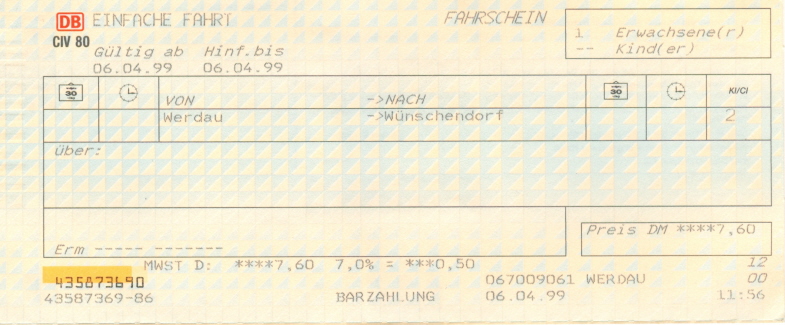 DB EINFACHE FAHRT FAHRSCHEIN
CIV 80
1 Erwachsene(r)
-- Kind(er)
Gültig ab Hinf.bis
06.04.99 06.04.99
VON ->NACH Kl/Cl
Werdau ->Wünschendorf 2
über:
Preis DM ****7,60
Erm ----- -------
MWST D: ****7,60 7,0% = ***0,50 12
435873690 067009061 WERDAU 00
43587369-86 BARZAHLUNG 06.04.99 11:56